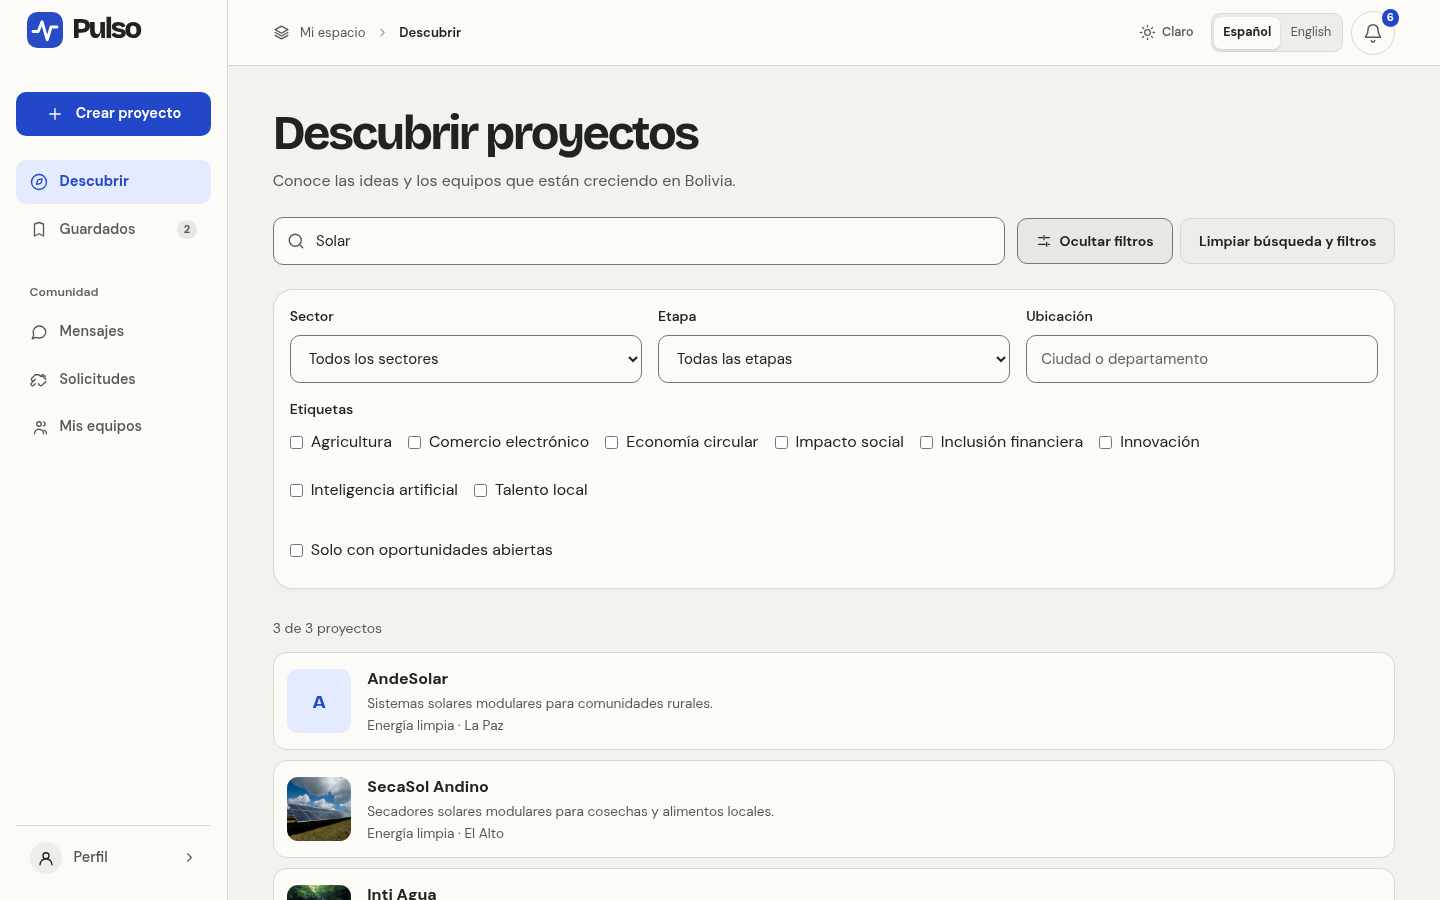 Pulso
Mi espacio > Descubrir
Claro
Español English
6
Crear proyecto
Descubrir
Guardados 2
Comunidad
Mensajes
Solicitudes
Mis equipos
Perfil
Descubrir proyectos
Conoce las ideas y los equipos que están creciendo en Bolivia.
Solar
Ocultar filtros
Limpiar búsqueda y filtros
Sector Etapa Ubicación
Todos los sectores Todas las etapas Ciudad o departamento
Etiquetas
Agricultura Comercio electrónico Economía circular Impacto social Inclusión financiera Innovación
Inteligencia artificial Talento local
Solo con oportunidades abiertas
3 de 3 proyectos
A
AndeSolar
Sistemas solares modulares para comunidades rurales.
Energía limpia · La Paz
SecaSol Andino
Secadores solares modulares para cosechas y alimentos locales.
Energía limpia · El Alto
Inti Agua